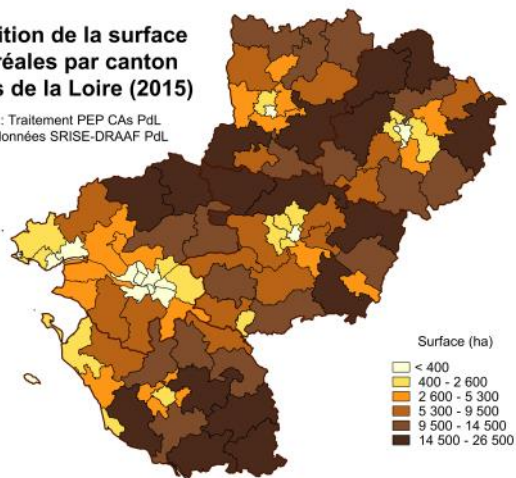 ition de la surface
réales par canton
s de la Loire (2015)
: Traitement PEP CAs PdL
données SRISE-DRAAF PdL
Surface (ha)
< 400
400 - 2 600
2 600 - 5 300
5 300 - 9 500
9 500 - 14 500
14 500 - 26 500